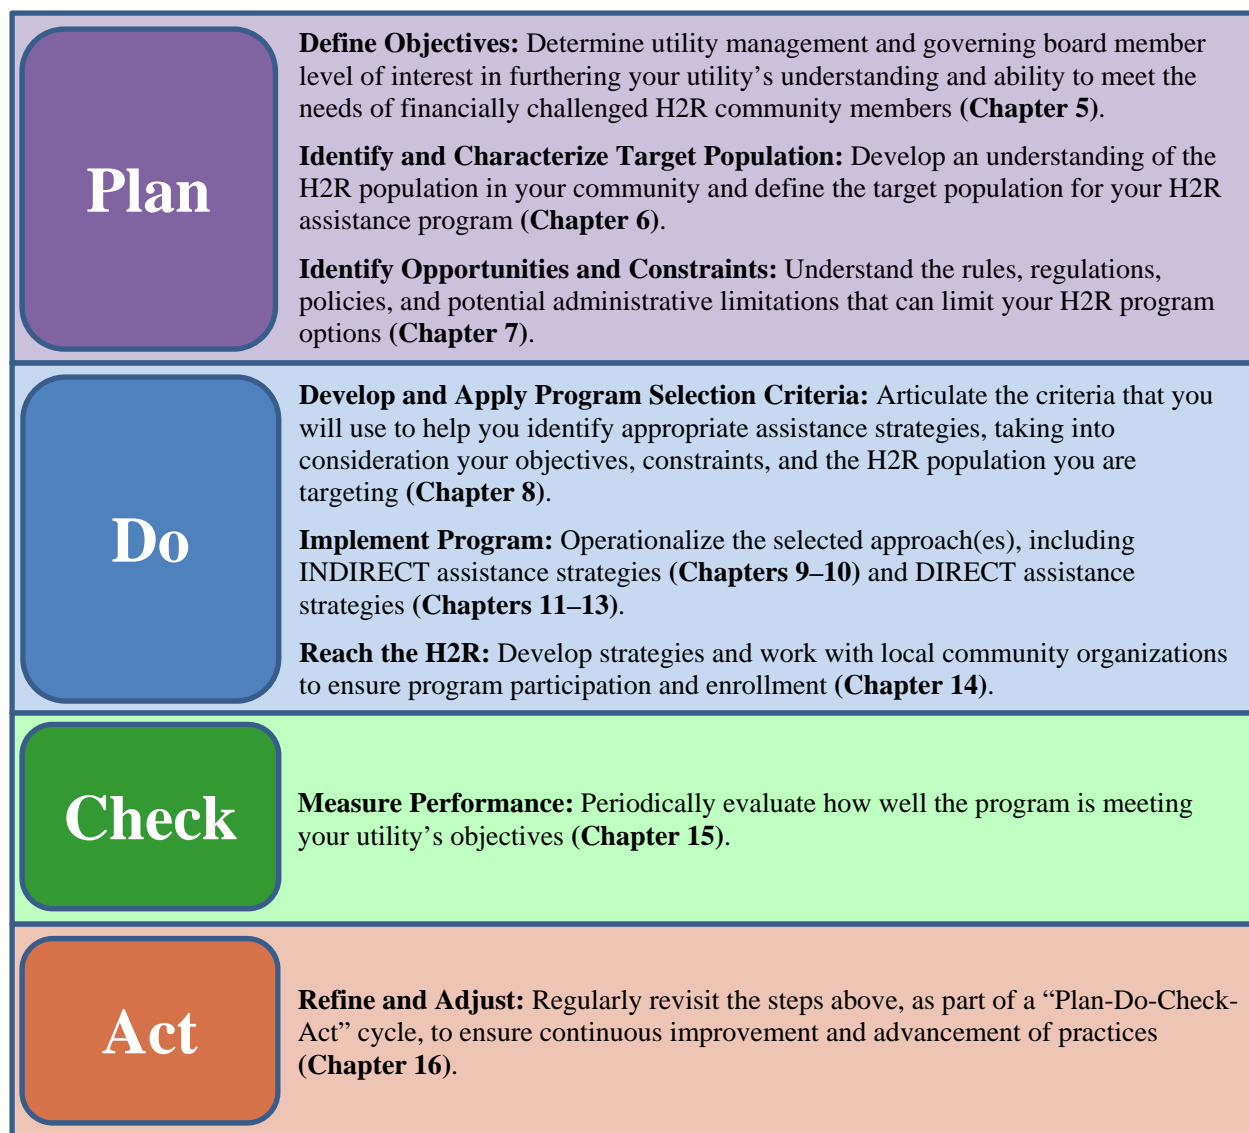 Plan
Define Objectives: Determine utility management and governing board member
level of interest in furthering your utility’s understanding and ability to meet the
needs of financially challenged H2R community members (Chapter 5).
Identify and Characterize Target Population: Develop an understanding of the
H2R population in your community and define the target population for your H2R
assistance program (Chapter 6).
Identify Opportunities and Constraints: Understand the rules, regulations,
policies, and potential administrative limitations that can limit your H2R program
options (Chapter 7).
Do
Develop and Apply Program Selection Criteria: Articulate the criteria that you
will use to help you identify appropriate assistance strategies, taking into
consideration your objectives, constraints, and the H2R population you are
targeting (Chapter 8).
Implement Program: Operationalize the selected approach(es), including
INDIRECT assistance strategies (Chapters 9–10) and DIRECT assistance
strategies (Chapters 11–13).
Reach the H2R: Develop strategies and work with local community organizations
to ensure program participation and enrollment (Chapter 14).
Check
Measure Performance: Periodically evaluate how well the program is meeting
your utility’s objectives (Chapter 15).
Act
Refine and Adjust: Regularly revisit the steps above, as part of a “Plan-Do-Check-
Act” cycle, to ensure continuous improvement and advancement of practices
(Chapter 16).